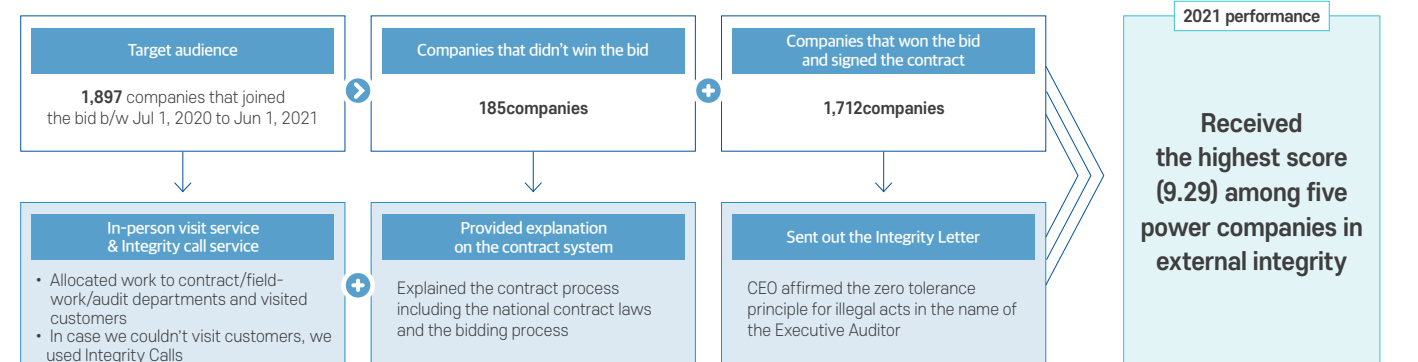 2021 performance
Target audience
1,897 companies that joined
the bid b/w Jul 1, 2020 to Jun 1, 2021
Companies that didn't win the bid
185companies
Companies that won the bid
and signed the contract
1,712companies
In-person visit service
& Integrity call service
• Allocated work to contract/field-
work/audit departments and visited
customers
• In case we couldn't visit customers, we
used Integrity Calls
Provided explanation
on the contract system
Explained the contract process
including the national contract laws
and the bidding process
Sent out the Integrity Letter
CEO affirmed the zero tolerance
principle for illegal acts in the name of
the Executive Auditor
Received
the highest score
(9.29) among five
power companies in
external integrity